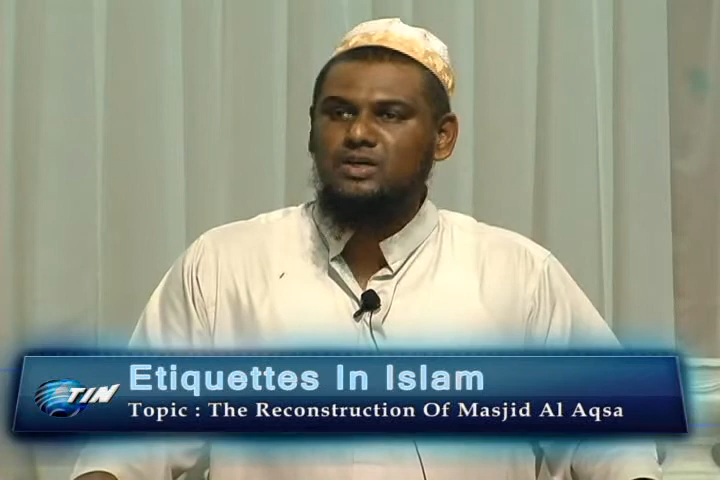 TIN
Etiquettes In Islam
Topic : The Reconstruction Of Masjid Al Aqsa